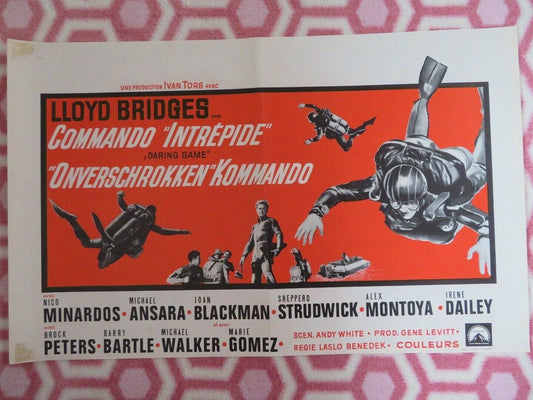 UNE PRODUCTION IVAN TORS AVEC
LLOYD BRIDGES DANS
COMMANDO "INTRÉPIDE"
„DARING GAME"
"ONVERSCHROKKEN" KOMMANDO
AVEC
NICO MINARDOS • MICHAEL ANSARA • JOAN BLACKMAN • SHEPPERD STRUDWICK • ALEX MONTOYA • IRENE DAILEY
AVEC et avec
BROCK PETERS • BARRY BARTLE • MICHAEL WALKER • MARIE GOMEZ •
SCEN. ANDY WHITE • PROD. GENE LEVITT •
REGIE LASLO BENEDEK • COULEURS